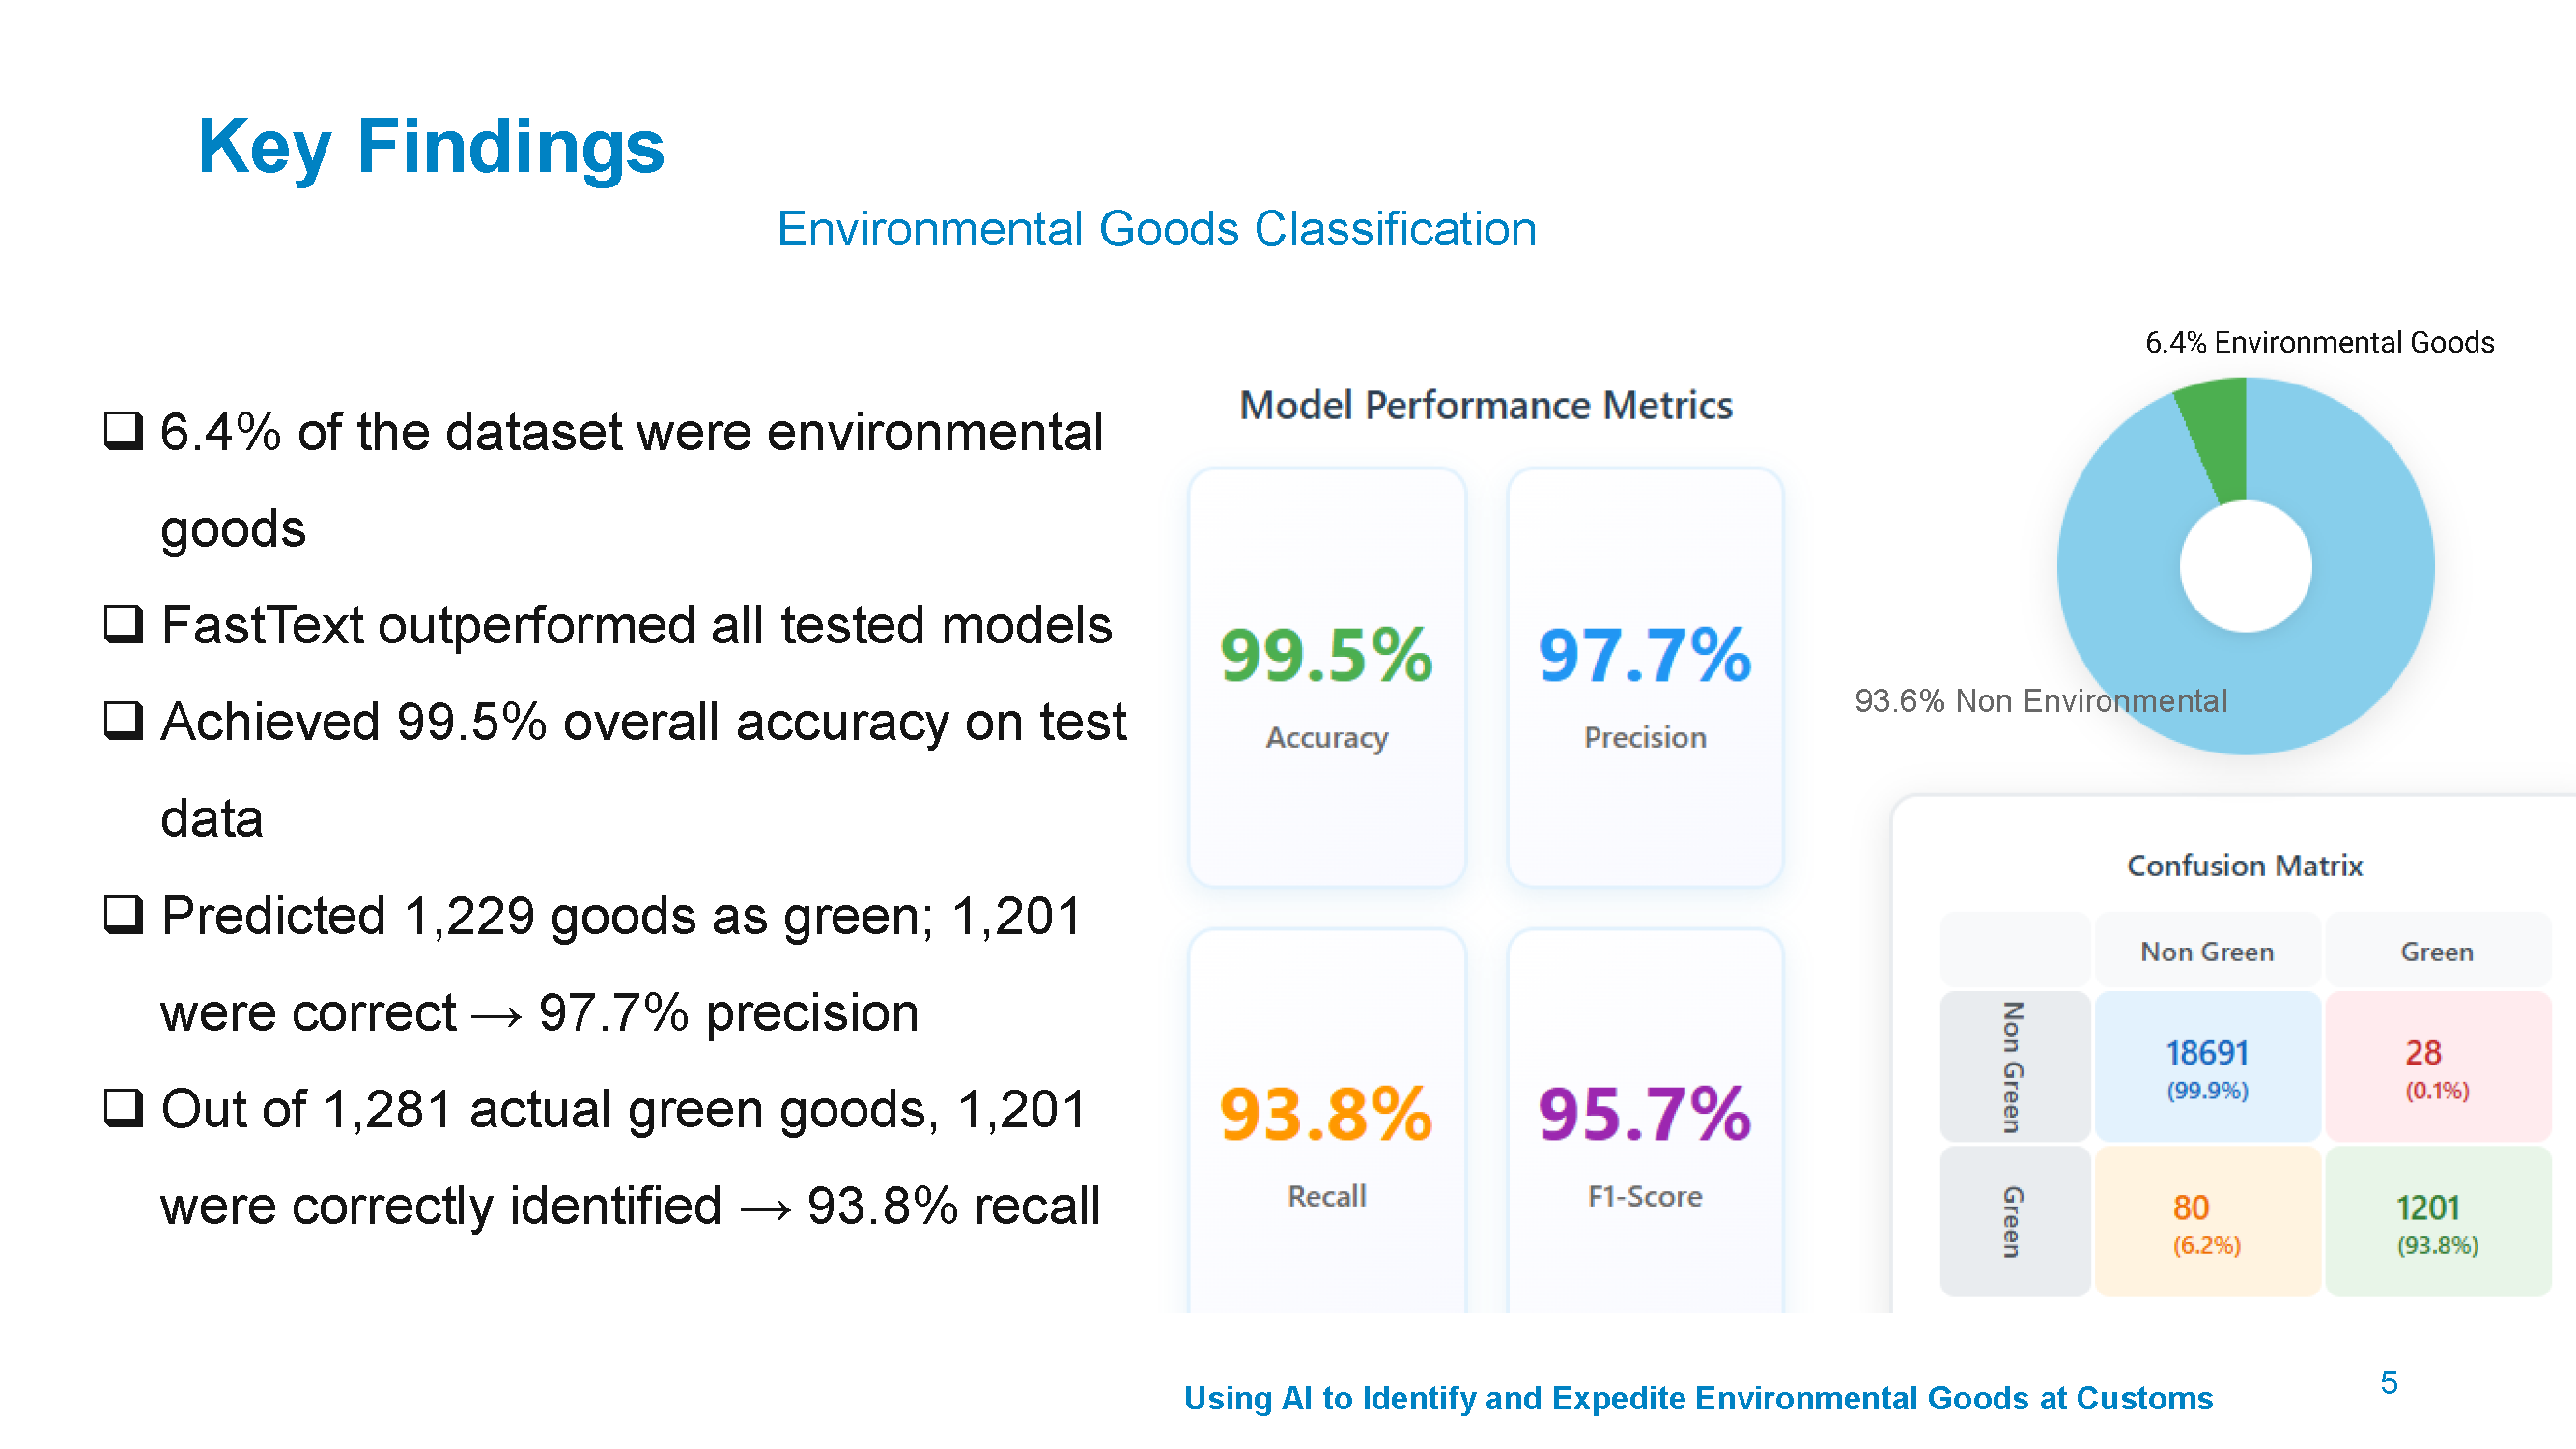 Key Findings
Environmental Goods Classification
❑ 6.4% of the dataset were environmental
goods
❑ FastText outperformed all tested models
❑ Achieved 99.5% overall accuracy on test
data
❑ Predicted 1,229 goods as green; 1,201
were correct → 97.7% precision
❑ Out of 1,281 actual green goods, 1,201
were correctly identified → 93.8% recall
Model Performance Metrics
99.5%
Accuracy
97.7%
Precision
93.8%
Recall
95.7%
F1-Score
6.4% Environmental Goods
93.6% Non Environmental
Confusion Matrix
Non Green
Green
Non Green
18691
(99.9%)
28
(0.1%)
Green
80
(6.2%)
1201
(93.8%)
Using AI to Identify and Expedite Environmental Goods at Customs
5